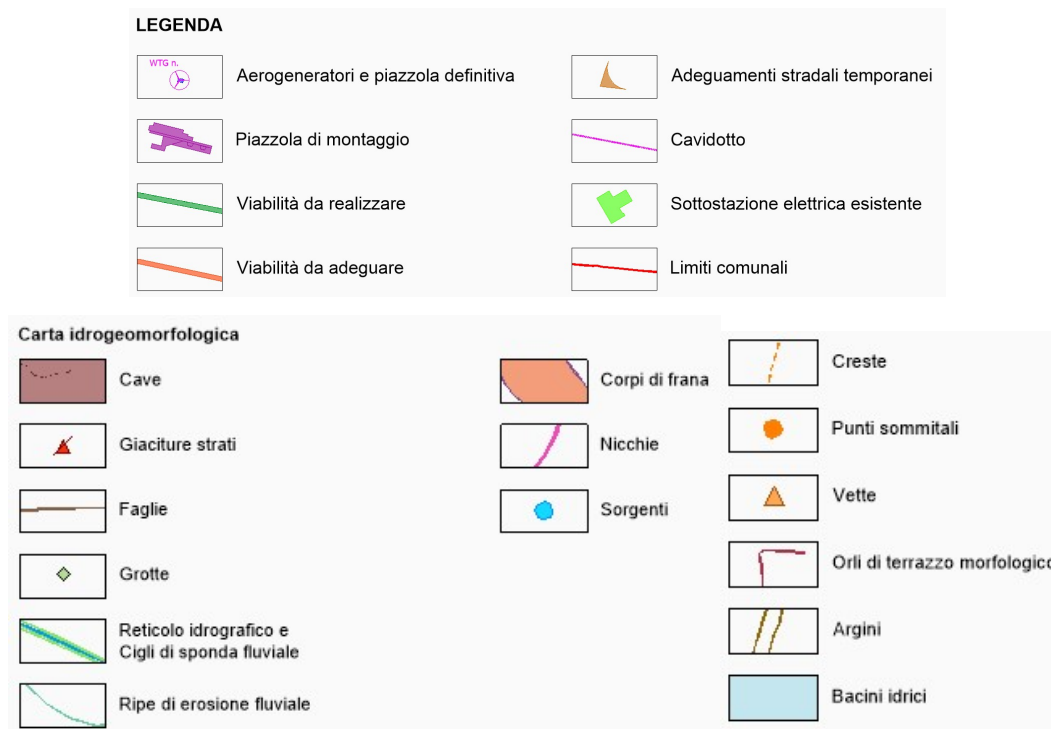 LEGENDA
WTG n.
Aerogeneratori e piazzola definitiva
Piazzola di montaggio
Viabilità da realizzare
Viabilità da adeguare
Adeguamenti stradali temporanei
Cavidotto
Sottostazione elettrica esistente
Limiti comunali
Carta idrogeomorfologica
Cave
Giaciture strati
Faglie
Grotte
Reticolo idrografico e
Cigli di sponda fluviale
Ripe di erosione fluviale
Corpi di frana
Nicchie
Sorgenti
Creste
Punti sommitali
Vette
Orli di terrazzo morfologico
Argini
Bacini idrici